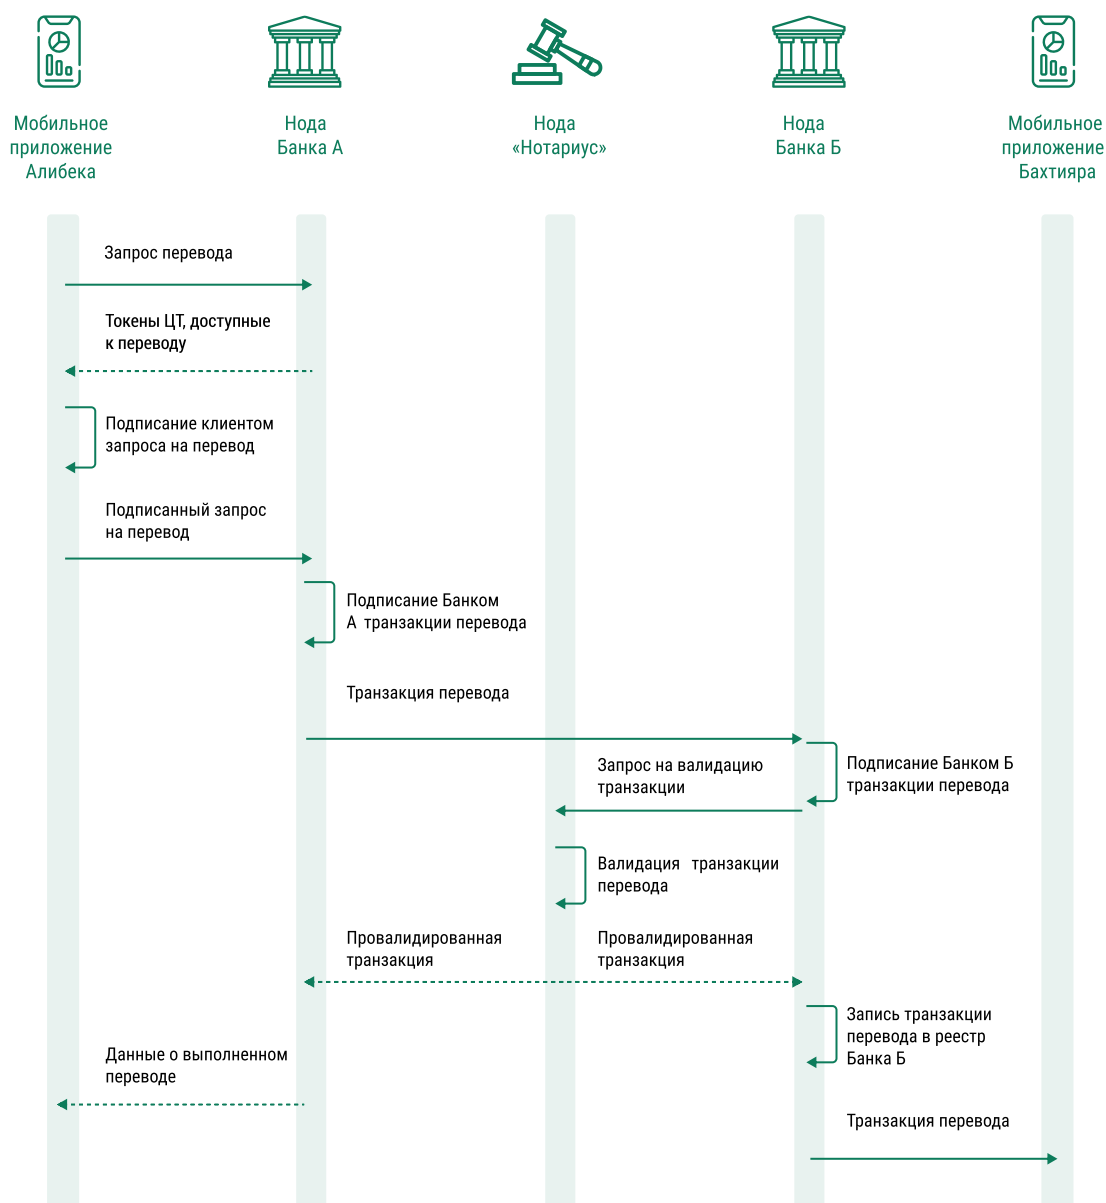 Мобильное
приложение
Алибека
Нода
Банка А
Нода
«Нотариус»
Нода
Банка Б
Мобильное
приложение
Бахтияра
Запрос перевода
Токены ЦТ, доступные
к переводу
Подписание клиентом
запроса на перевод
Подписанный запрос
на перевод
Подписание Банком
А транзакции перевода
Транзакция перевода
Подписание Банком Б
транзакции перевода
Запрос на валидацию
транзакции
Валидация транзакции
перевода
Провалидированная
транзакция
Провалидированная
транзакция
Запись транзакции
перевода в реестр
Банка Б
Данные о выполненном
переводе
Транзакция перевода